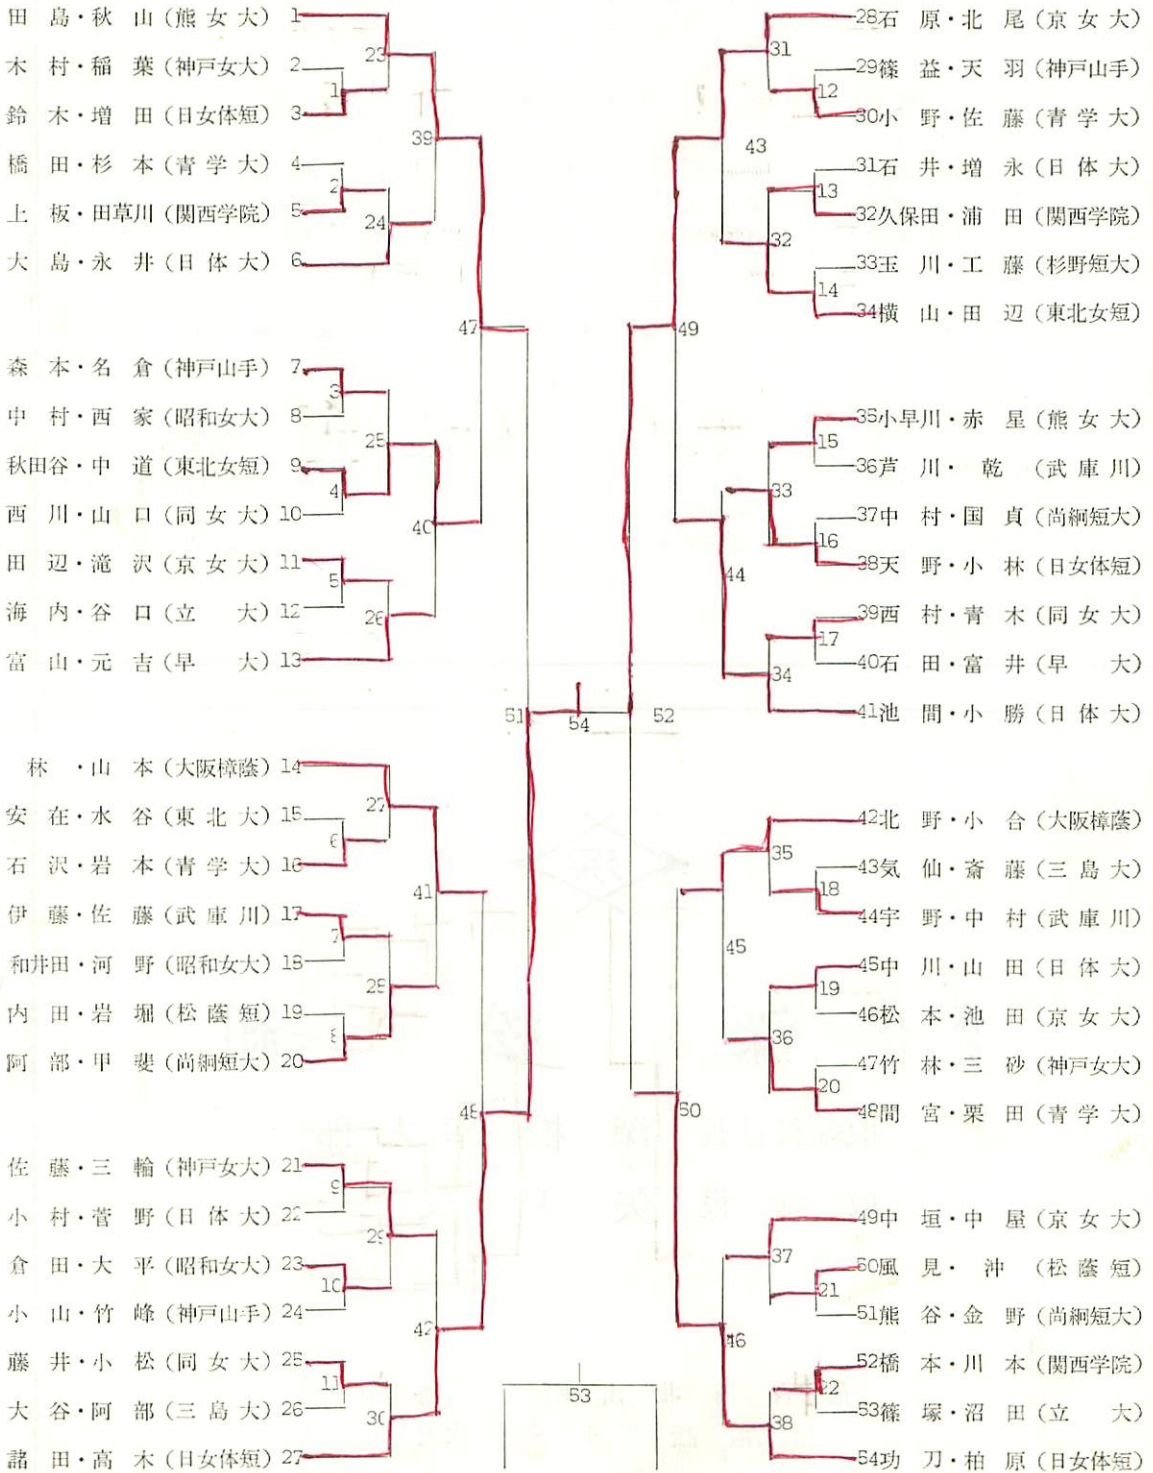 田島・秋山(熊女大) 1
木村・稲葉(神戸女大) 2
鈴木・増田(日女体短) 3
橋田・杉本(青学大) 4
上板・田草川(関西学院) 5
大島・永井(日体大) 6
森本・名倉(神戸山手) 7
中村・西家(昭和女大) 8
秋田谷・中道(東北女短) 9
西川・山口(同女大) 10
田辺・滝沢(京女大) 11
海内・谷口(立大) 12
富山・元吉(早大) 13
林・山本(大阪樟蔭) 14
安在・水谷(東北大) 15
石沢・岩本(青学大) 16
伊藤・佐藤(武庫川) 17
和井田・河野(昭和女大) 18
内田・岩堀(松蔭短) 19
阿部・甲斐(尚絅短大) 20
佐藤・三輪(神戸女大) 21
小村・菅野(日体大) 22
倉田・大平(昭和女大) 23
小山・竹峰(神戸山手) 24
藤井・小松(同女大) 25
大谷・阿部(三島大) 26
諸田・高木(日女体短) 27
1
2
3
4
5
6
7
8
9
10
11
23
24
25
26
27
28
29
30
39
40
41
42
47
48
51
54
53
52
49
50
43
44
45
46
31
32
33
34
35
36
37
38
12
13
14
15
16
17
18
19
20
21
22
28石原・北尾(京女大)
29篠益・天羽(神戸山手)
30小野・佐藤(青学大)
31石井・増永(日体大)
32久保田・浦田(関西学院)
33玉川・工藤(杉野短大)
34横山・田辺(東北女短)
35小早川・赤星(熊女大)
36芦川・乾(武庫川)
37中村・国貞(尚絅短大)
38天野・小林(日女体短)
39西村・青木(同女大)
40石田・富井(早大)
41池間・小勝(日体大)
42北野・小合(大阪樟蔭)
43気仙・斎藤(三島大)
44宇野・中村(武庫川)
45中川・山田(日体大)
46松本・池田(京女大)
47竹林・三砂(神戸女大)
48間宮・栗田(青学大)
49中垣・中屋(京女大)
50風見・沖(松蔭短)
51熊谷・金野(尚絅短大)
52橋本・川本(関西学院)
53篠塚・沼田(立大)
54功刀・柏原(日女体短)